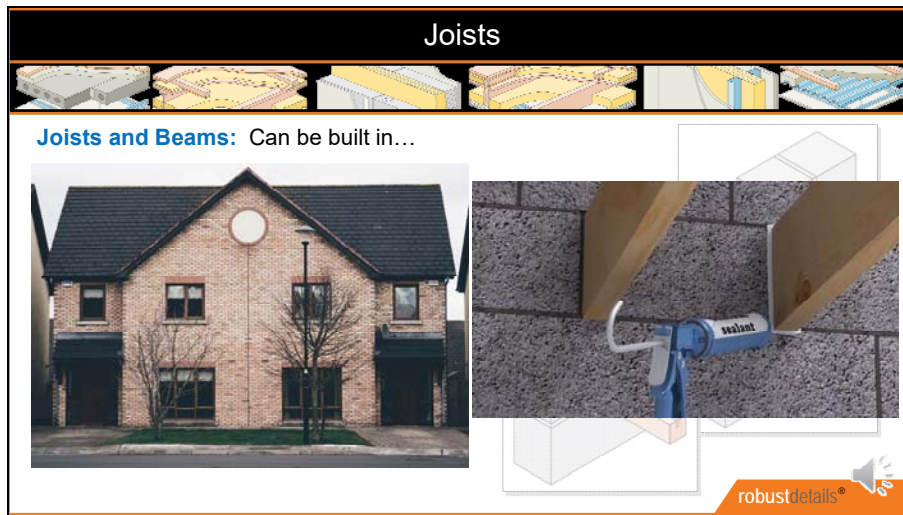 Joists
Joists and Beams: Can be built in…
sealant
robustdetails®